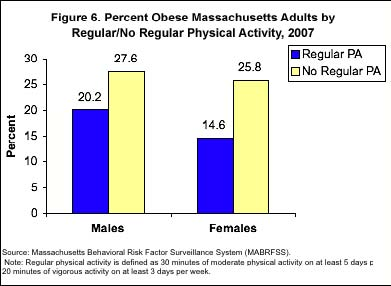 Figure 6. Percent Obese Massachusetts Adults by
Regular/No Regular Physical Activity, 2007
Regular PA
No Regular PA
Percent
30
25
20
15
10
5
0
20.2
27.6
14.6
25.8
Males
Females
Source: Massachusetts Behavioral Risk Factor Surveillance System (MABRFSS).
Note: Regular physical activity is defined as 30 minutes of moderate physical activity on at least 5 days p
20 minutes of vigorous activity on at least 3 days per week.